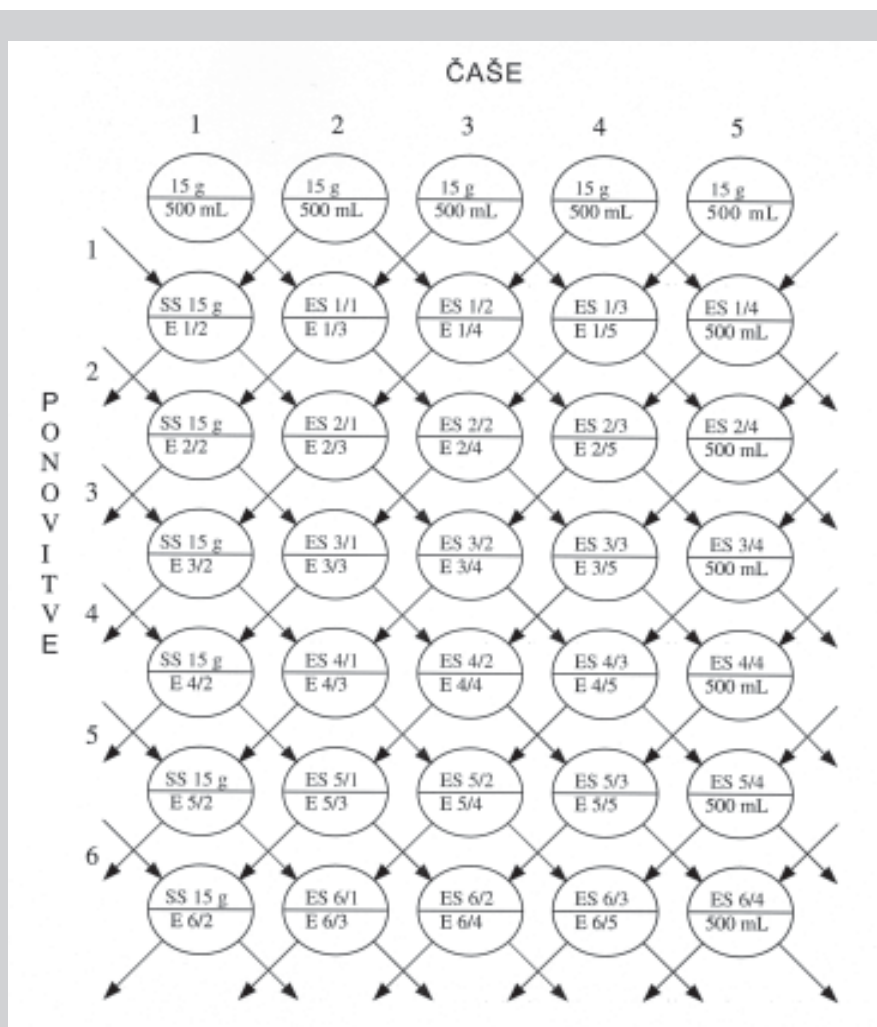 ČAŠE
1 2 3 4 5
15 g 15 g 15 g 15 g 15 g
500 mL 500 mL 500 mL 500 mL 500 mL
1
SS 15 g ES 1/1 ES 1/2 ES 1/3 ES 1/4
E 1/2 E 1/3 E 1/4 E 1/5 500 mL
2
SS 15 g ES 2/1 ES 2/2 ES 2/3 ES 2/4
E 2/2 E 2/3 E 2/4 E 2/5 500 mL
3
SS 15 g ES 3/1 ES 3/2 ES 3/3 ES 3/4
E 3/2 E 3/3 E 3/4 E 3/5 500 mL
4
SS 15 g ES 4/1 ES 4/2 ES 4/3 ES 4/4
E 4/2 E 4/3 E 4/4 E 4/5 500 mL
5
SS 15 g ES 5/1 ES 5/2 ES 5/3 ES 5/4
E 5/2 E 5/3 E 5/4 E 5/5 500 mL
6
SS 15 g ES 6/1 ES 6/2 ES 6/3 ES 6/4
E 6/2 E 6/3 E 6/4 E 6/5 500 mL
PONOVITVE